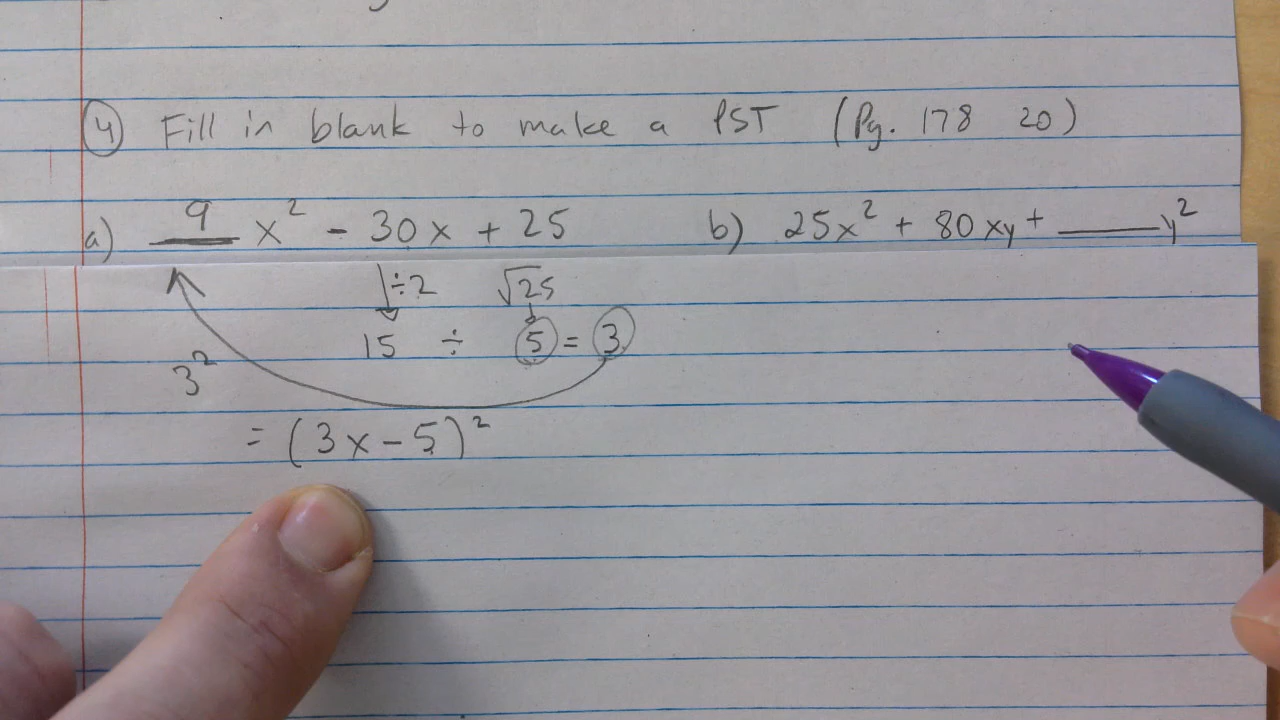 4 Fill in blank to make a PST (Pg. 178 20)
a) 9 x² - 30x + 25
b) 25x² + 80xy + ____ y²
÷2 √25
15 ÷ 5 = 3
3²
= (3x - 5)²